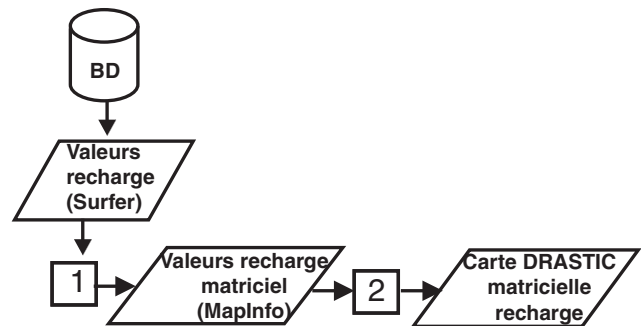 BD
Valeurs
recharge
(Surfer)
1
Valeurs recharge
matriciel
(MapInfo)
2
Carte DRASTIC
matricielle
recharge